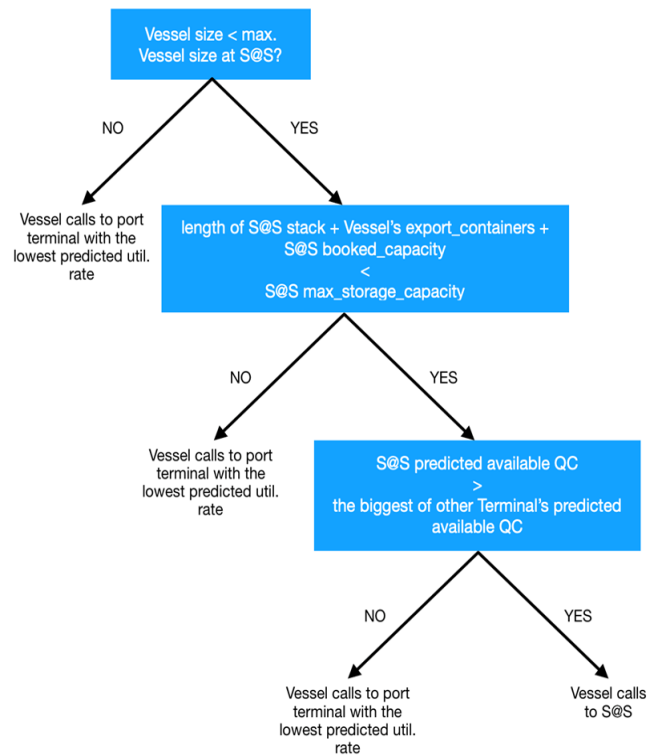 Vessel size < max.
Vessel size at S@S?
NO
YES
Vessel calls to port
terminal with the
lowest predicted util.
rate
length of S@S stack + Vessel's export_containers +
S@S booked_capacity
<
S@S max_storage_capacity
NO
YES
Vessel calls to port
terminal with the
lowest predicted util.
rate
S@S predicted available QC
>
the biggest of other Terminal's predicted
available QC
NO
YES
Vessel calls to port
terminal with the
lowest predicted util.
rate
Vessel calls
to S@S